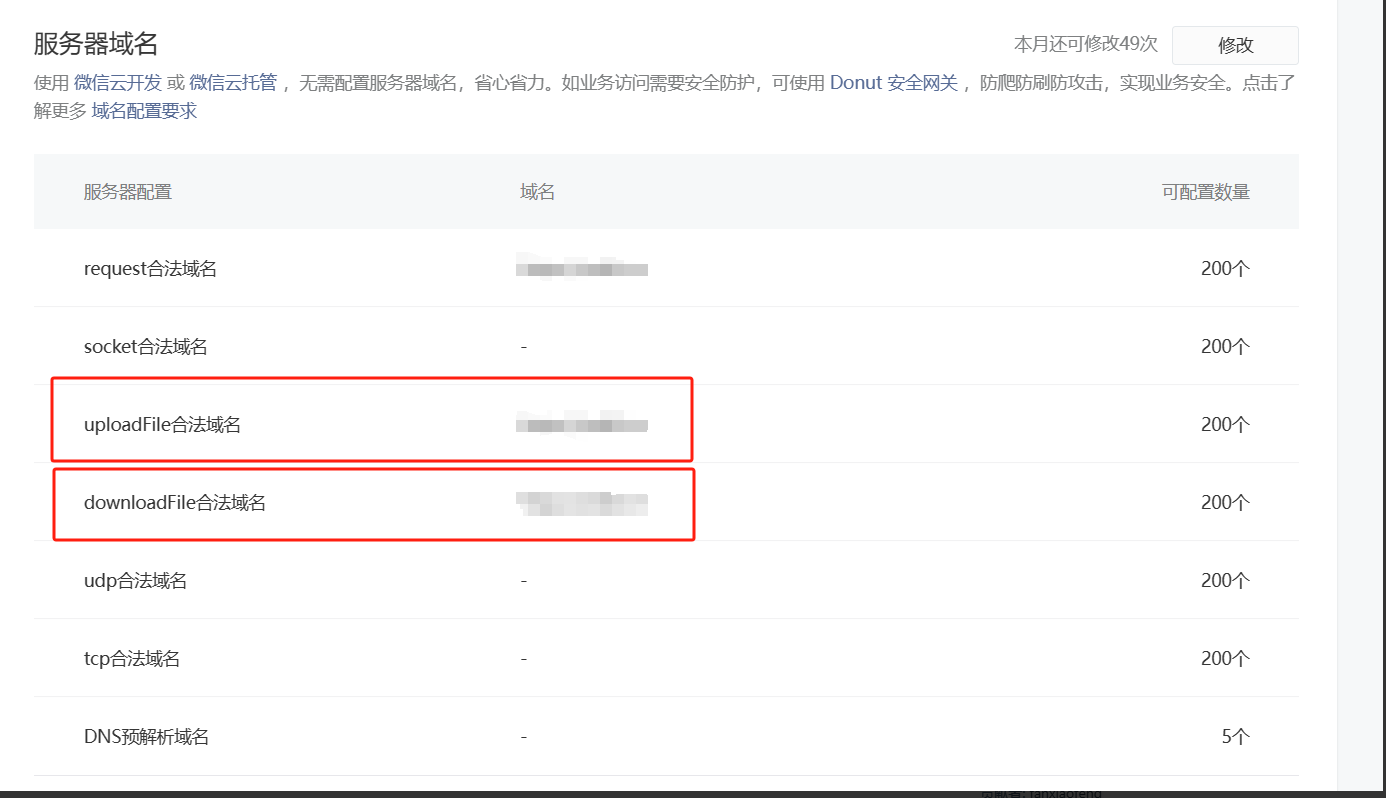 服务器域名
本月还可修改49次
修改
使用 微信云开发 或 微信云托管 ，无需配置服务器域名，省心省力。如业务访问需要安全防护，可使用 Donut 安全网关 ，防爬防刷防攻击，实现业务安全。点击了
解更多 域名配置要求
服务器配置 域名 可配置数量
request合法域名 200个
socket合法域名 - 200个
uploadFile合法域名 200个
downloadFile合法域名 200个
udp合法域名 - 200个
tcp合法域名 - 200个
DNS预解析域名 - 5个